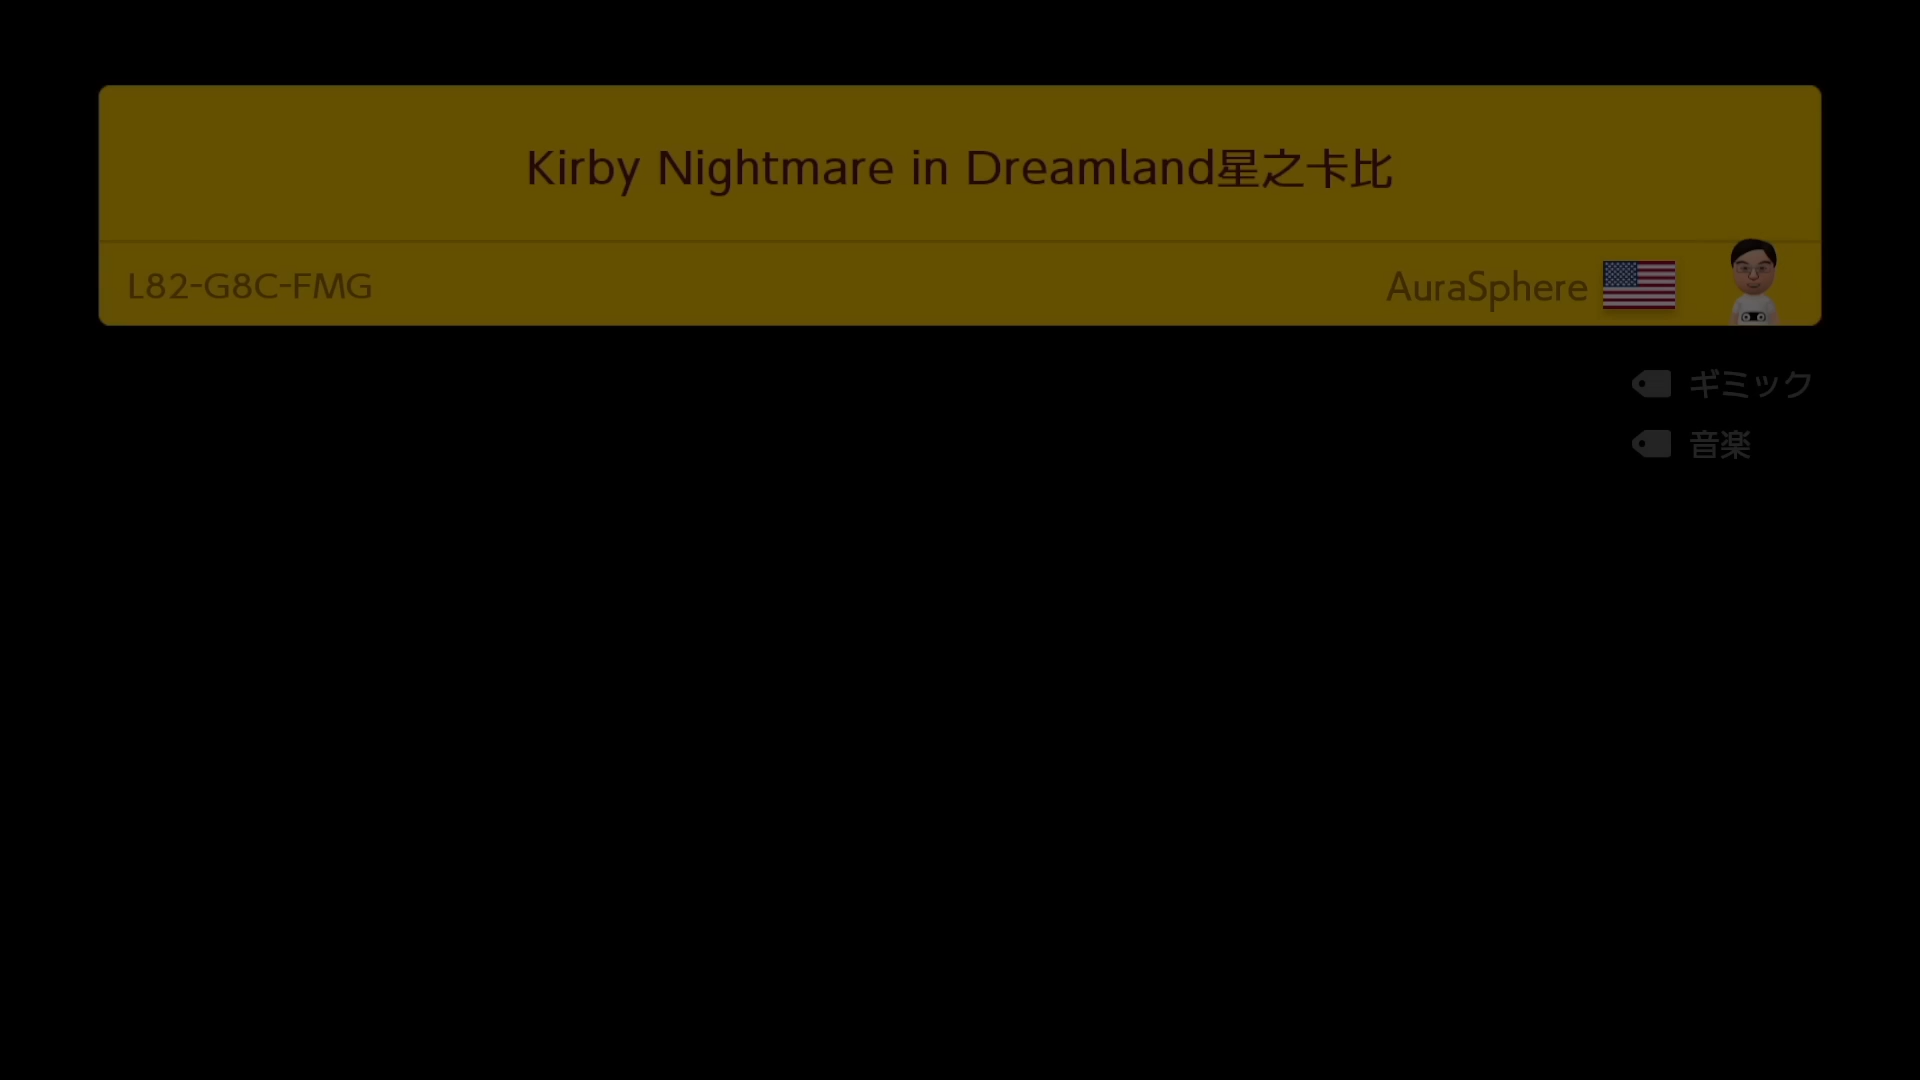 Kirby Nightmare in Dreamland星之卡比
L82-G8C-FMG
AuraSphere
ギミック
音楽